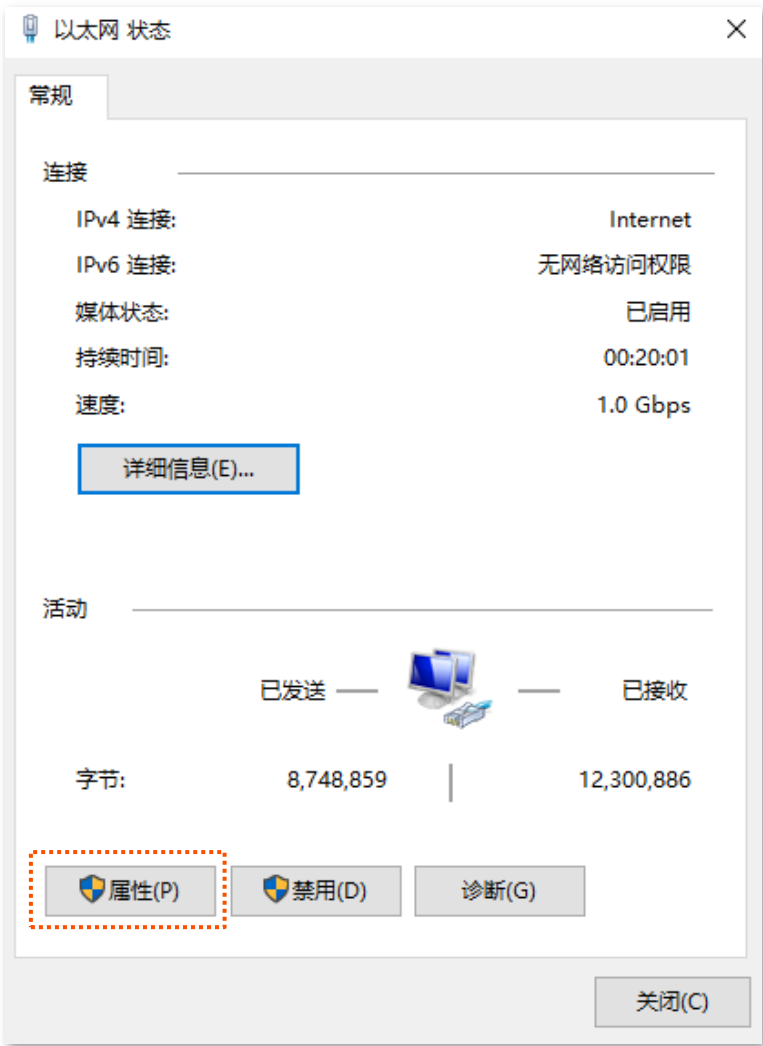 以太网 状态
常规
连接
IPv4 连接: Internet
IPv6 连接: 无网络访问权限
媒体状态: 已启用
持续时间: 00:20:01
速度: 1.0 Gbps
详细信息(E)...
活动
已发送 已接收
字节: 8,748,859 12,300,886
属性(P) 禁用(D) 诊断(G)
关闭(C)